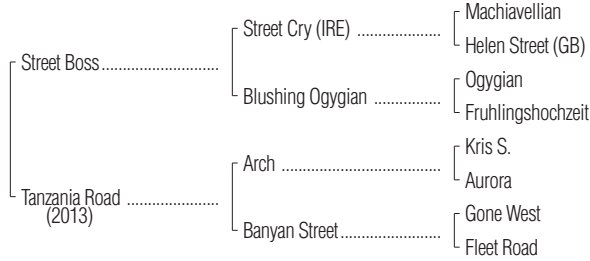 Machiavellian
Street Cry (IRE) ..................
Helen Street (GB)
Street Boss..........................
Ogygian
Blushing Ogygian ................
Fruhlingshochzeit
Kris S.
Arch ...................................
Aurora
Tanzania Road ....................
(2013)
Gone West
Banyan Street......................
Fleet Road